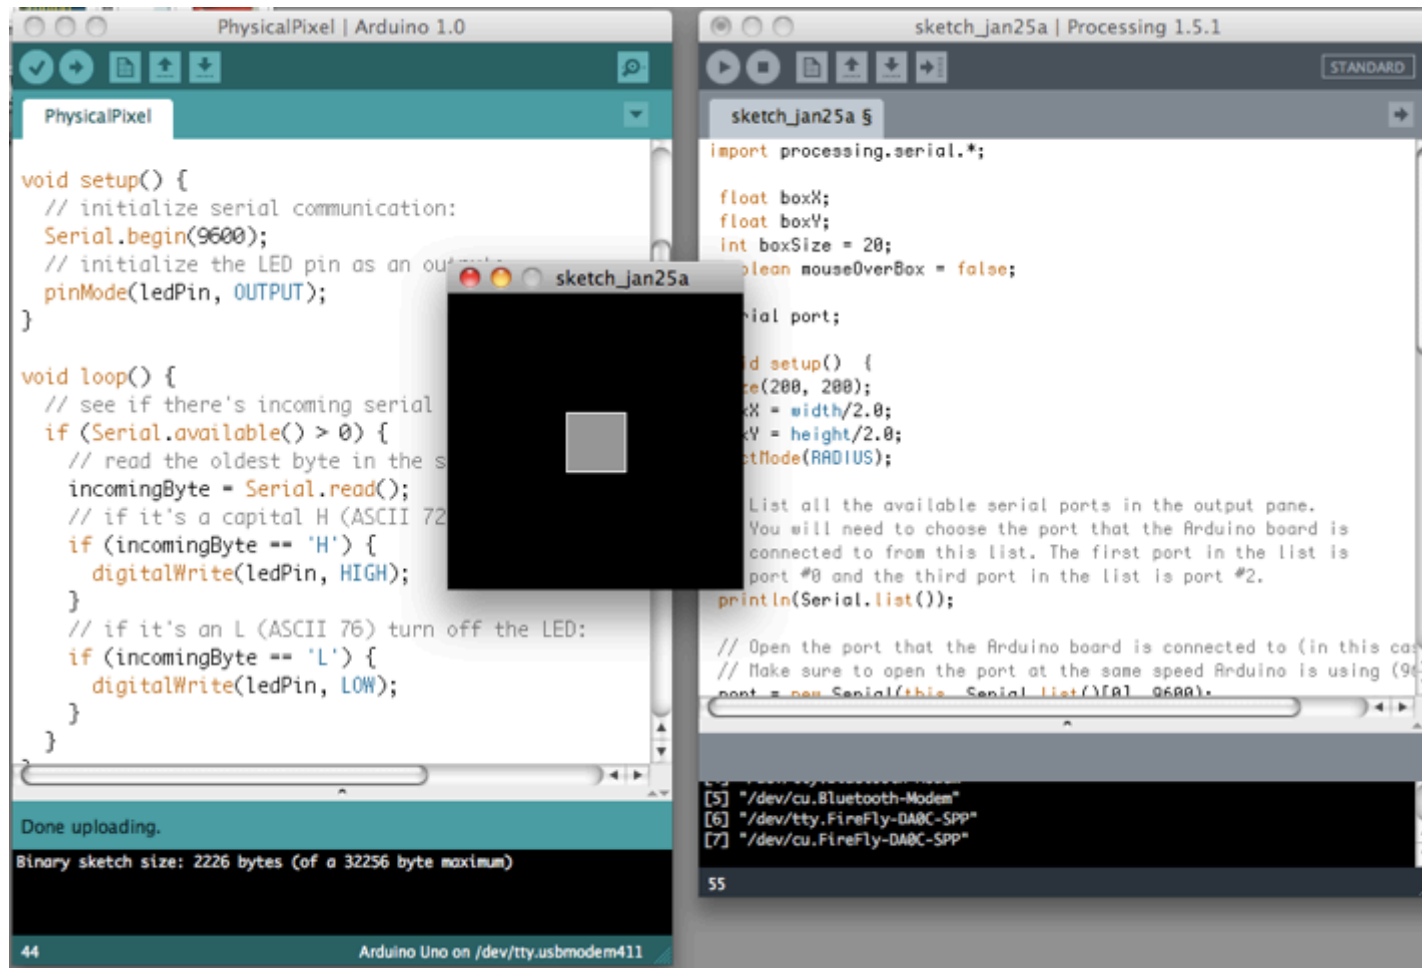 PhysicalPixel | Arduino 1.0
PhysicalPixel
void setup() {
// initialize serial communication:
Serial.begin(9600);
// initialize the LED pin as an
pinMode(ledPin, OUTPUT);
}
void loop() {
// see if there's incoming serial
if (Serial.available() > 0) {
// read the oldest byte in the
incomingByte = Serial.read();
// if it's a capital H (ASCII 72
if (incomingByte == 'H') {
digitalWrite(ledPin, HIGH);
}
// if it's an L (ASCII 76) turn off the LED:
if (incomingByte == 'L') {
digitalWrite(ledPin, LOW);
}
}
Done uploading.
Binary sketch size: 2226 bytes (of a 32256 byte maximum)
44
Arduino Uno on /dev/tty.usbmodem411
sketch_jan25a
sketch_jan25a | Processing 1.5.1
STANDARD
sketch_jan25a §
import processing.serial.*;
float boxX;
float boxY;
int boxSize = 20;
mouseOverBox = false;
port;
setup() {
(200, 200);
= width/2.0;
= height/2.0;
(RADIUS);
List all the available serial ports in the output pane.
You will need to choose the port that the Arduino board is
connected to from this list. The first port in the list is
port #0 and the third port in the list is port #2.
println(Serial.list());
// Open the port that the Arduino board is connected to (in this
// Make sure to open the port at the same speed Arduino is using
port = new Serial(this, Serial.list()[0], 9600);
[5] "/dev/cu.Bluetooth-Modem"
[6] "/dev/tty.FireFly-DA0C-SPP"
[7] "/dev/cu.FireFly-DA0C-SPP"
55